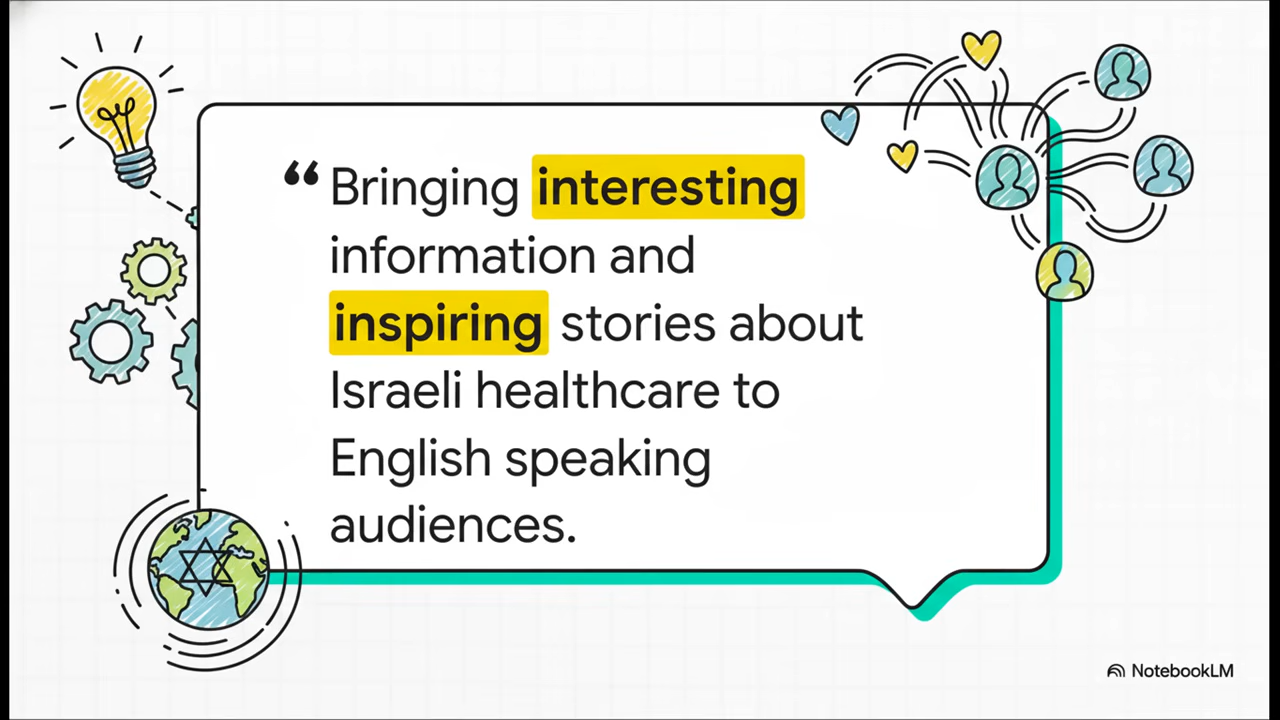 “Bringing interesting
information and
inspiring stories about
Israeli healthcare to
English speaking
audiences.
NotebookLM